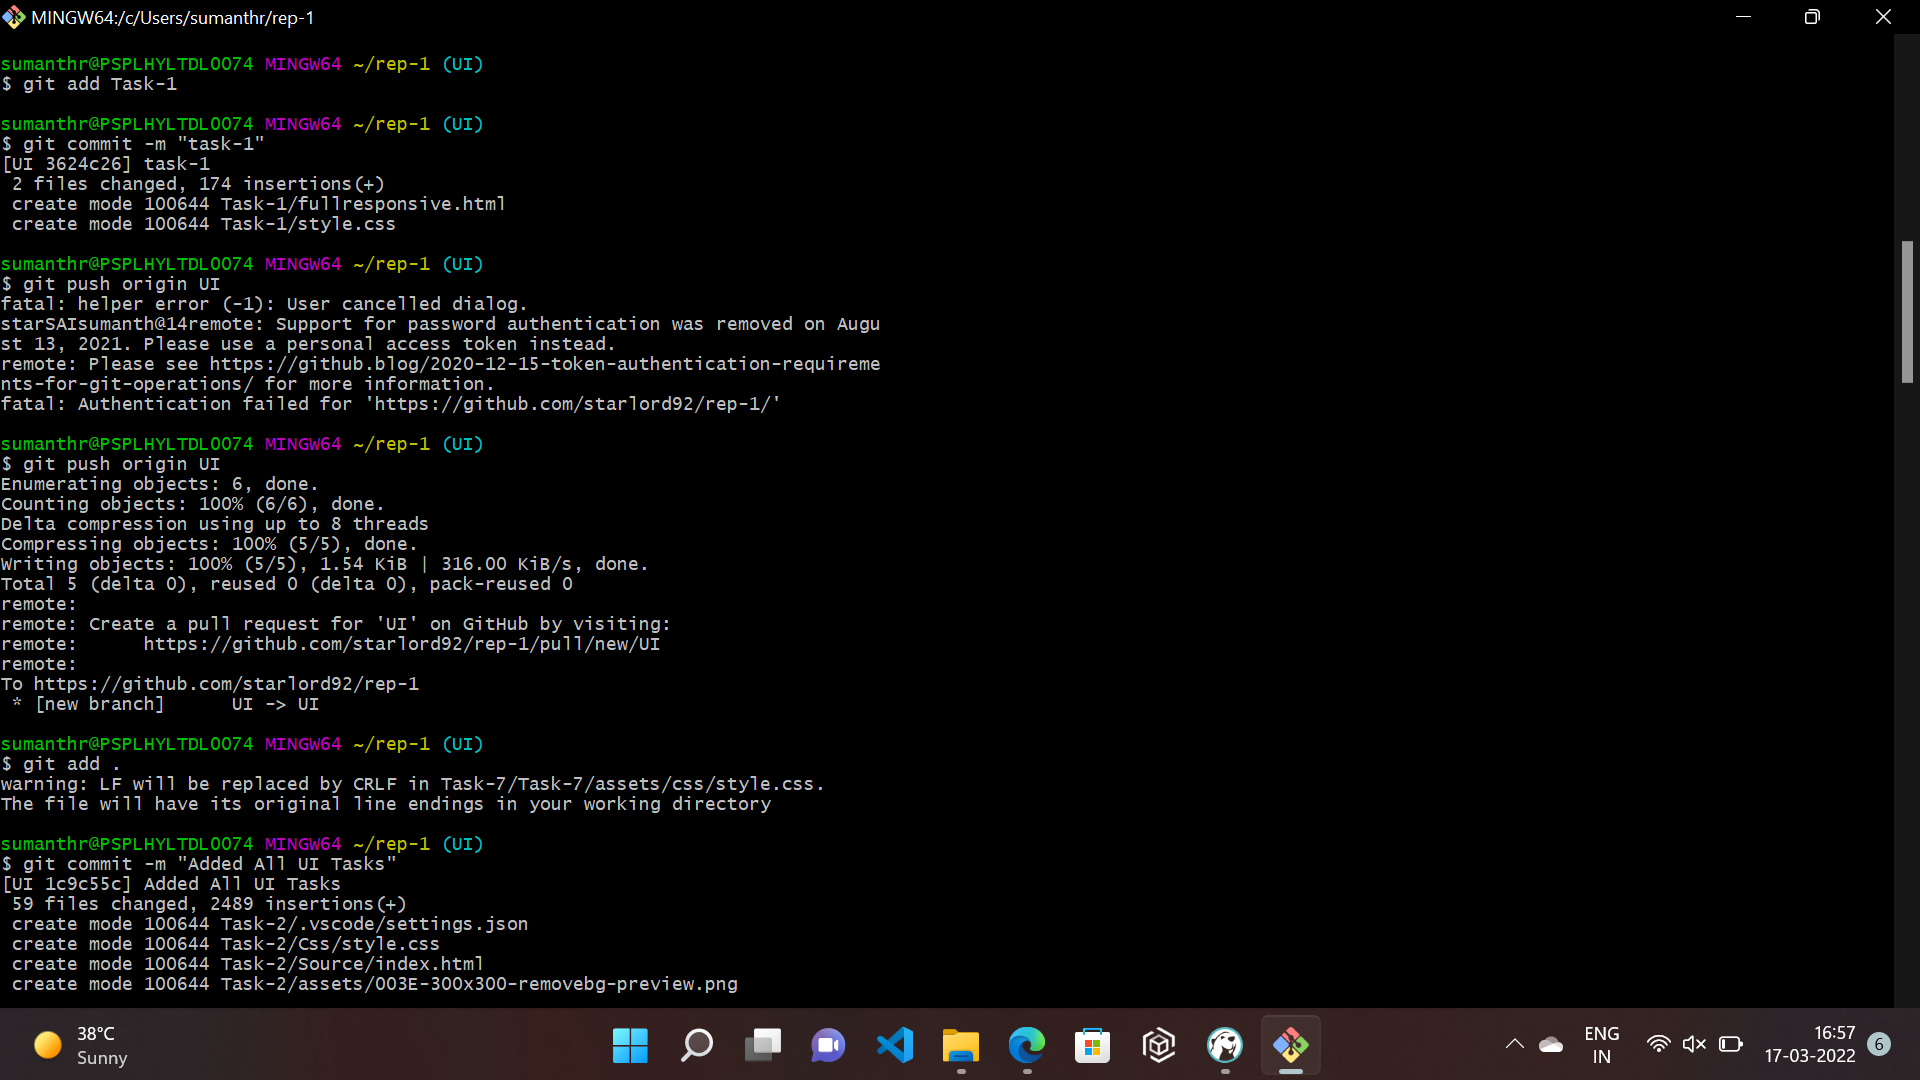 MINGW64:/c/Users/sumanthr/rep-1
sumanthr@PSPLHYLTDL0074 MINGW64 ~/rep-1 (UI)
$ git add Task-1
sumanthr@PSPLHYLTDL0074 MINGW64 ~/rep-1 (UI)
$ git commit -m "task-1"
[UI 3624c26] task-1
2 files changed, 174 insertions(+)
create mode 100644 Task-1/fullresponsive.html
create mode 100644 Task-1/style.css
sumanthr@PSPLHYLTDL0074 MINGW64 ~/rep-1 (UI)
$ git push origin UI
fatal: helper error (-1): User cancelled dialog.
starSAIsumanth@14remote: Support for password authentication was removed on Augu
st 13, 2021. Please use a personal access token instead.
remote: Please see https://github.blog/2020-12-15-token-authentication-requireme
nts-for-git-operations/ for more information.
fatal: Authentication failed for 'https://github.com/starlord92/rep-1/'
sumanthr@PSPLHYLTDL0074 MINGW64 ~/rep-1 (UI)
$ git push origin UI
Enumerating objects: 6, done.
Counting objects: 100% (6/6), done.
Delta compression using up to 8 threads
Compressing objects: 100% (5/5), done.
Writing objects: 100% (5/5), 1.54 KiB | 316.00 KiB/s, done.
Total 5 (delta 0), reused 0 (delta 0), pack-reused 0
remote:
remote: Create a pull request for 'UI' on GitHub by visiting:
remote:      https://github.com/starlord92/rep-1/pull/new/UI
remote:
To https://github.com/starlord92/rep-1
* [new branch]      UI -> UI
sumanthr@PSPLHYLTDL0074 MINGW64 ~/rep-1 (UI)
$ git add .
warning: LF will be replaced by CRLF in Task-7/Task-7/assets/css/style.css.
The file will have its original line endings in your working directory
sumanthr@PSPLHYLTDL0074 MINGW64 ~/rep-1 (UI)
$ git commit -m "Added All UI Tasks"
[UI 1c9c55c] Added All UI Tasks
59 files changed, 2489 insertions(+)
create mode 100644 Task-2/.vscode/settings.json
create mode 100644 Task-2/Css/style.css
create mode 100644 Task-2/Source/index.html
create mode 100644 Task-2/assets/003E-300x300-removebg-preview.png
38°C
Sunny
ENG
IN
16:57
17-03-2022
6